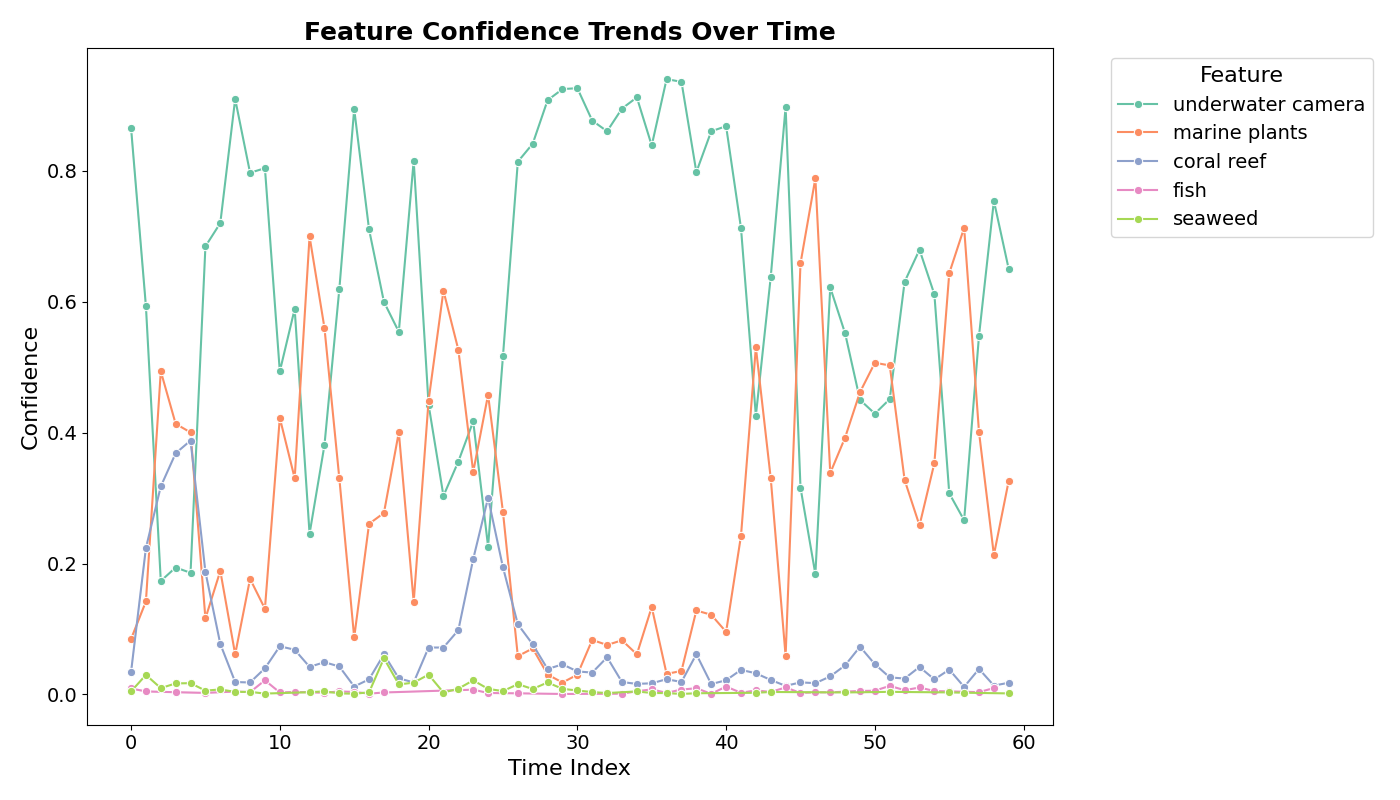 Feature Confidence Trends Over Time
Feature
underwater camera
marine plants
coral reef
fish
seaweed
Confidence
0.8
0.6
0.4
0.2
0.0
0 10 20 30 40 50 60
Time Index